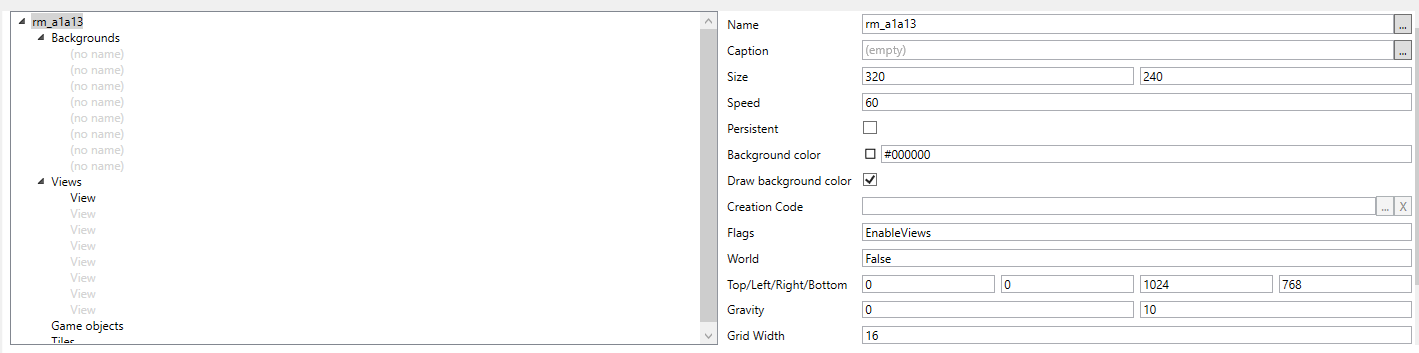 rm_a1a13
Backgrounds
(no name)
(no name)
(no name)
(no name)
(no name)
(no name)
(no name)
(no name)
Views
View
View
View
View
View
View
View
View
Game objects
Tiles
Name rm_a1a13 ...
Caption (empty) ...
Size 320 240
Speed 60
Persistent
Background color #000000
Draw background color
Creation Code ... X
Flags EnableViews
World False
Top/Left/Right/Bottom 0 0 1024 768
Gravity 0 10
Grid Width 16